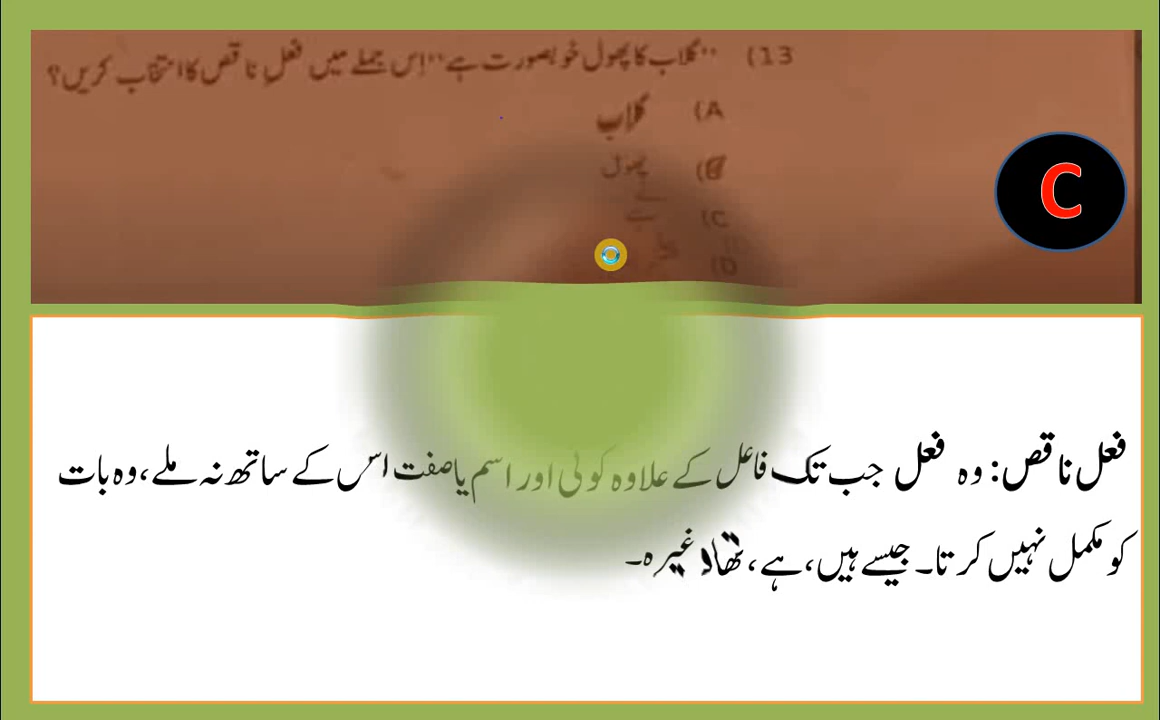 13) ”گلاب کا پھول خوبصورت ہے“ اِس جملے میں فعلِ ناقص کا انتخاب کریں؟
A) گلاب
B) پھول
C) ہے
D)
C
فعل ناقص: وہ فعل جب تک فاعل کے علاوہ کوئی اور اسم یا صفت اس کے ساتھ نہ ملے، وہ بات
کو مکمل نہیں کرتا۔ جیسے ہیں، ہے، تھا وغیرہ۔